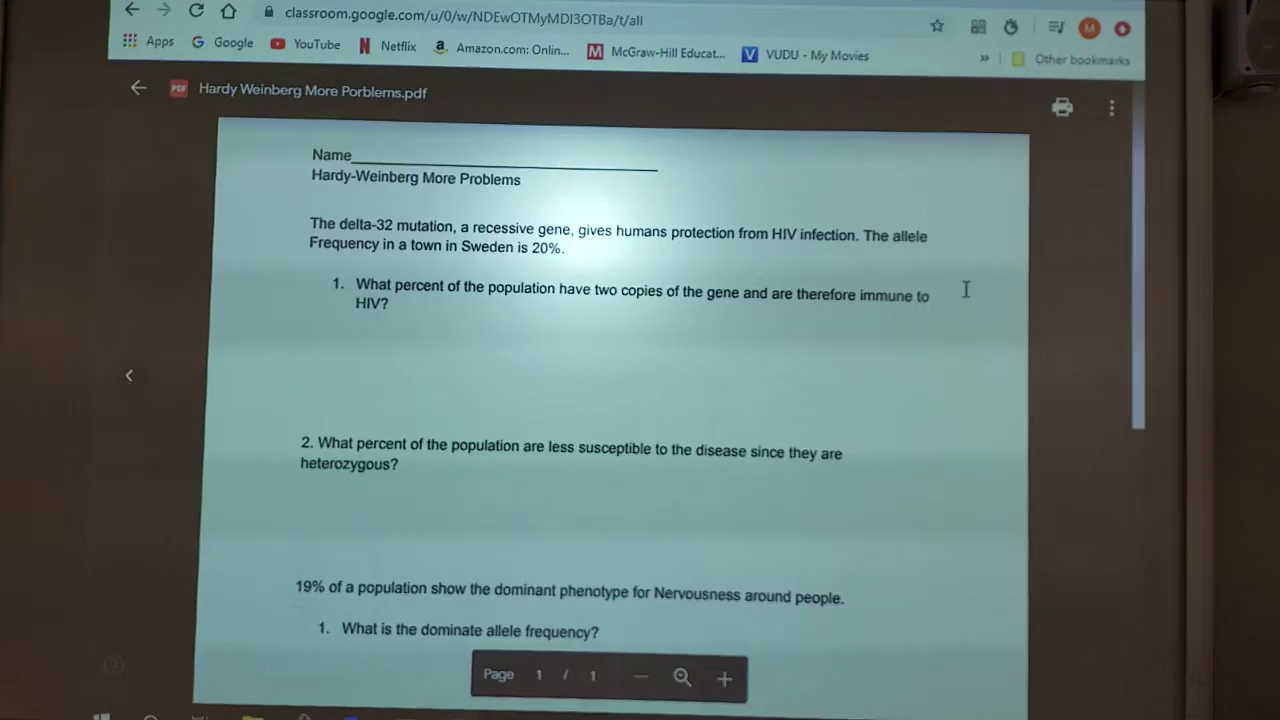 classroom.google.com/u/0/w/NDEwOTMyMDI3OTBa/t/all
Apps Google YouTube Netflix Amazon.com: Onlin... McGraw-Hill Educat... VUDU - My Movies » Other bookmarks
PDF Hardy Weinberg More Porblems.pdf
Name
Hardy-Weinberg More Problems
The delta-32 mutation, a recessive gene, gives humans protection from HIV infection. The allele
Frequency in a town in Sweden is 20%.
1. What percent of the population have two copies of the gene and are therefore immune to
HIV?
2. What percent of the population are less susceptible to the disease since they are
heterozygous?
19% of a population show the dominant phenotype for Nervousness around people.
1. What is the dominate allele frequency?
Page 1 / 1